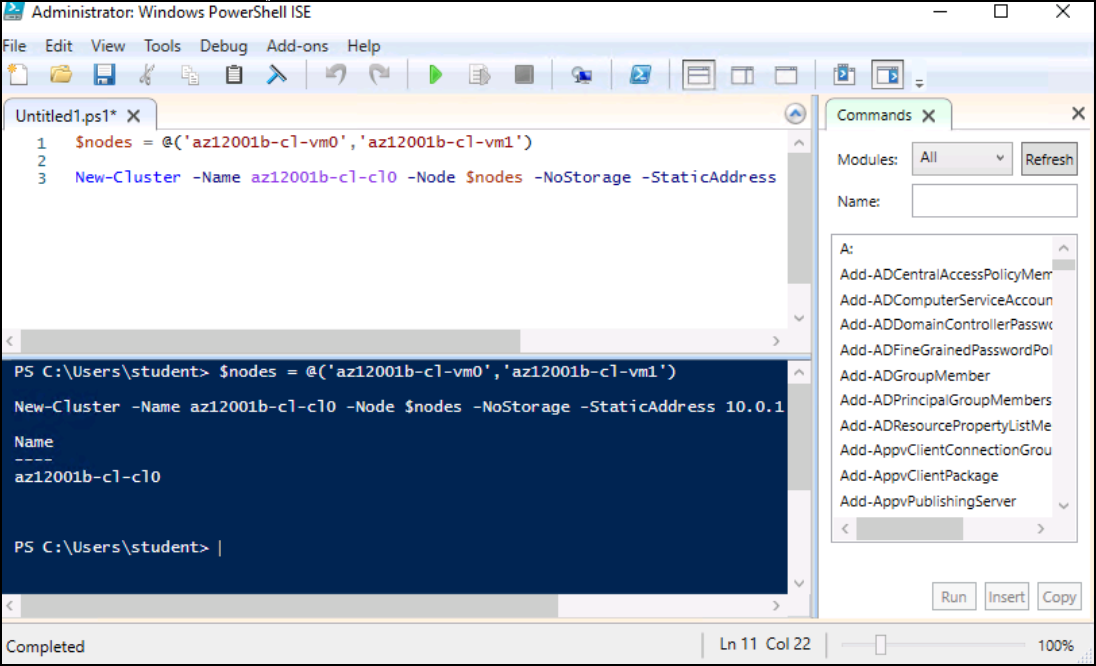 Administrator: Windows PowerShell ISE
File Edit View Tools Debug Add-ons Help
Untitled1.ps1* X
1 $nodes = @('az12001b-cl-vm0','az12001b-cl-vm1')
2
3 New-Cluster -Name az12001b-cl-cl0 -Node $nodes -NoStorage -StaticAddress
PS C:\Users\student> $nodes = @('az12001b-cl-vm0','az12001b-cl-vm1')
New-Cluster -Name az12001b-cl-cl0 -Node $nodes -NoStorage -StaticAddress 10.0.1
Name
----
az12001b-cl-cl0
PS C:\Users\student>
Commands
Modules: All Refresh
Name:
A:
Add-ADCentralAccessPolicyMem
Add-ADComputerServiceAccoun
Add-ADDomainControllerPassw
Add-ADFineGrainedPasswordPol
Add-ADGroupMember
Add-ADPrincipalGroupMembers
Add-ADResourcePropertyListMe
Add-AppvClientConnectionGrou
Add-AppvClientPackage
Add-AppvPublishingServer
Run Insert Copy
Completed
Ln 11 Col 22
100%